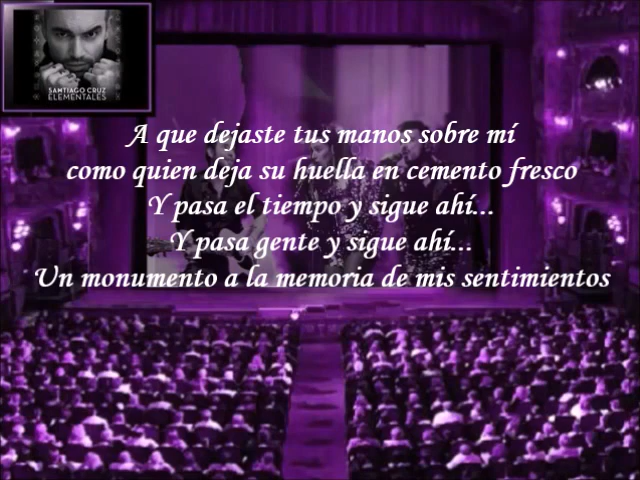 SANTIAGO CRUZ
ELEMENTALES
A que dejaste tus manos sobre mí
como quien deja su huella en cemento fresco
Y pasa el tiempo y sigue ahí...
Y pasa gente y sigue ahí...
Un monumento a la memoria de mis sentimientos